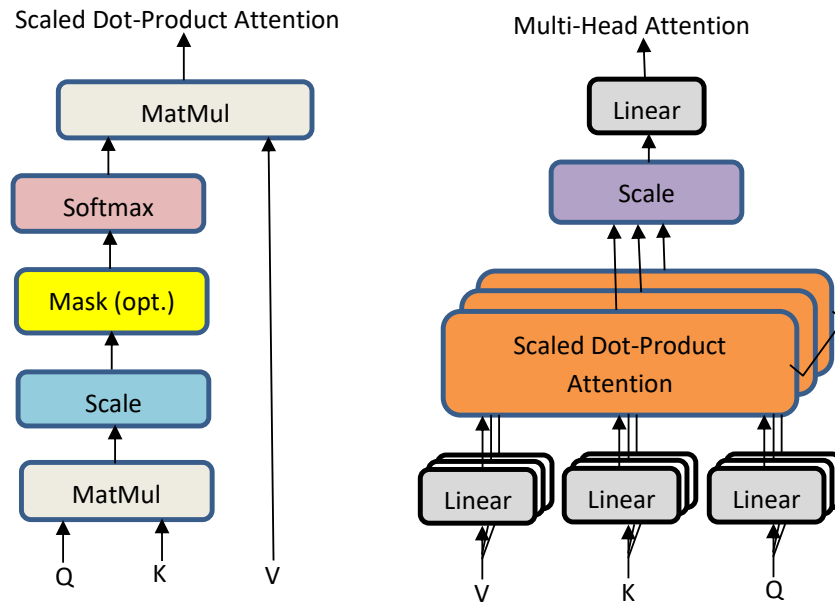 Scaled Dot-Product Attention
MatMul
Softmax
Mask (opt.)
Scale
MatMul
Q
K
V
Multi-Head Attention
Linear
Scale
Scaled Dot-Product
Attention
Linear
Linear
Linear
V
K
Q